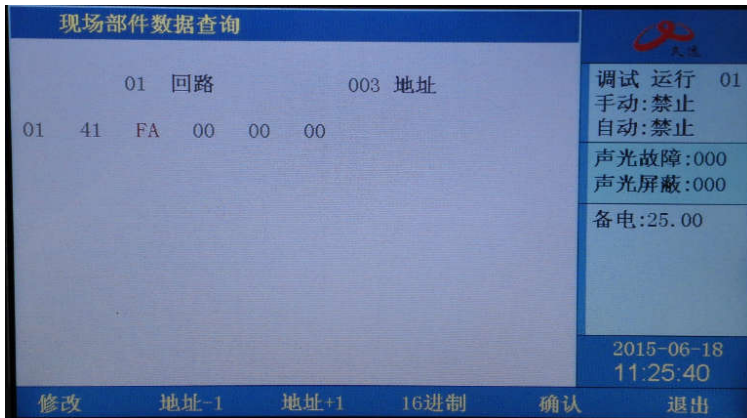 现场部件数据查询
01 回路 003 地址
01 41 FA 00 00 00
调试 运行 01
手动:禁止
自动:禁止
声光故障:000
声光屏蔽:000
备电:25.00
2015-06-18
11:25:40
修改 地址-1 地址+1 16进制 确认 退出